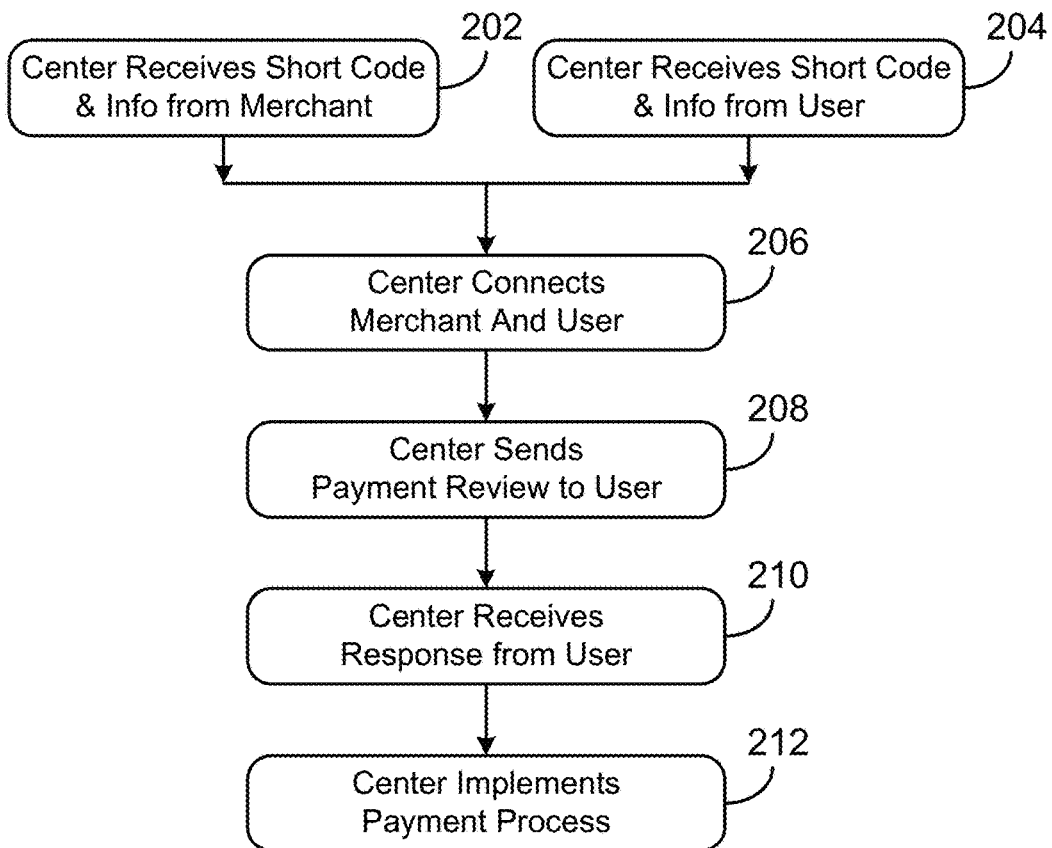 202
Center Receives Short Code
& Info from Merchant
204
Center Receives Short Code
& Info from User
206
Center Connects
Merchant And User
208
Center Sends
Payment Review to User
210
Center Receives
Response from User
212
Center Implements
Payment Process